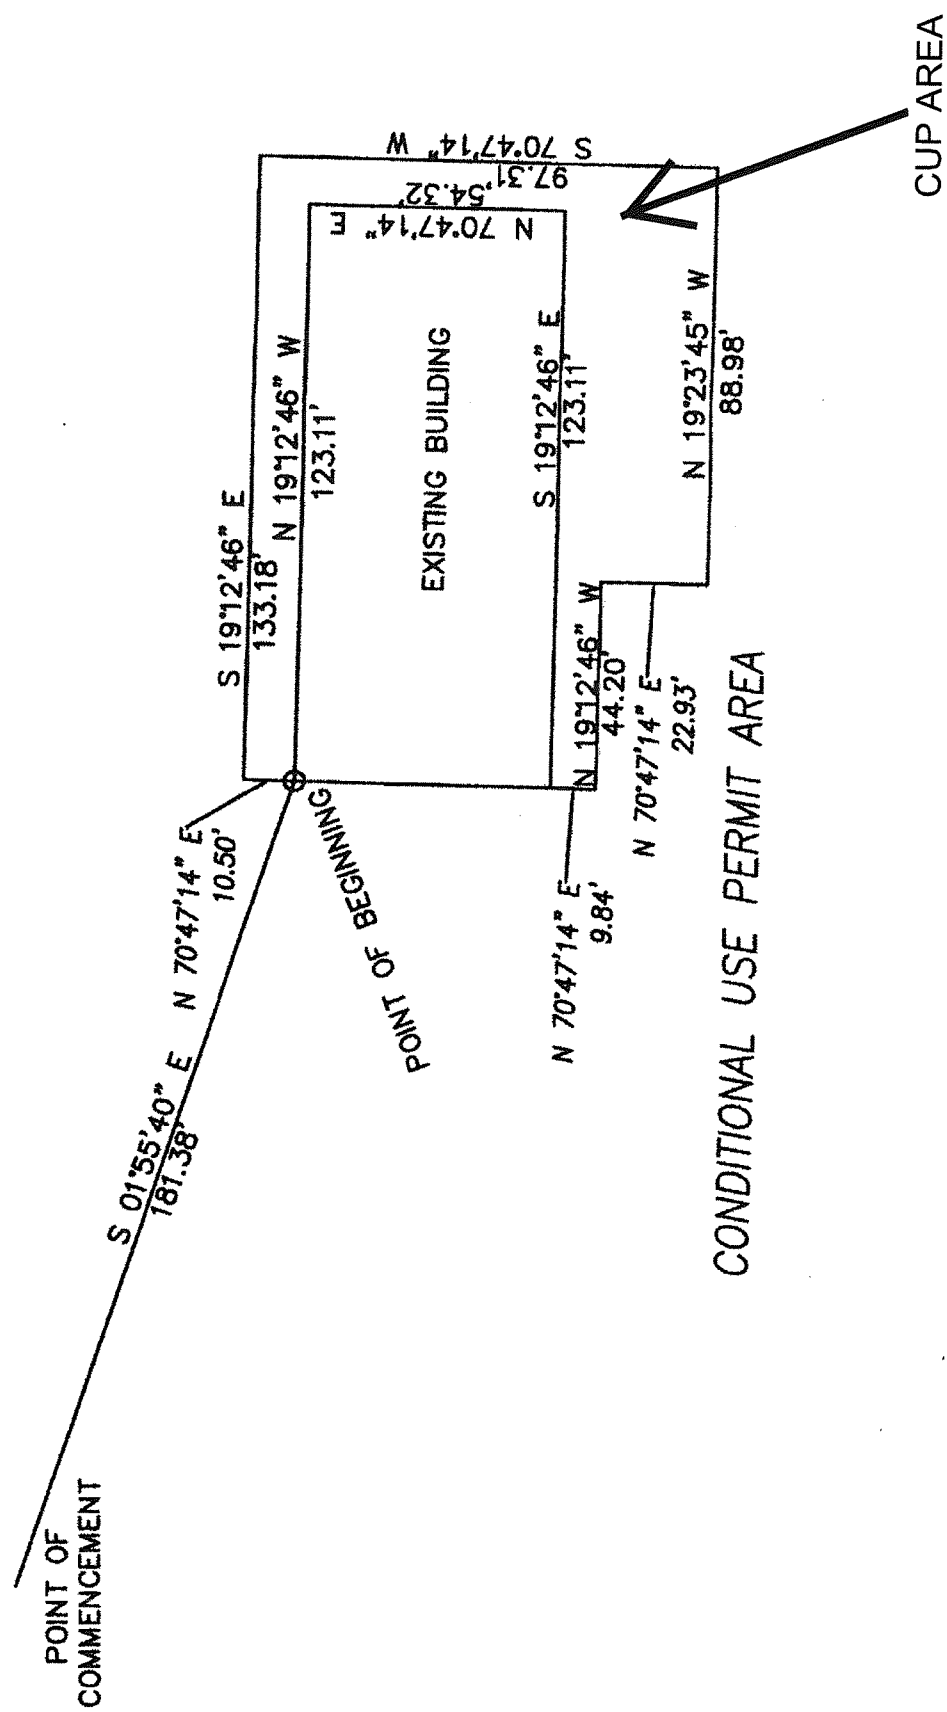 POINT OF
COMMENCEMENT
S 01°55'40" E
181.38'
N 70°47'14" E
10.50'
POINT OF BEGINNING
S 19°12'46" E
133.18'
N 19°12'46" W
123.11'
EXISTING BUILDING
S 19°12'46" E
123.11'
N 70°47'14" E
54.32'
S 70°47'14" W
97.31'
N 19°23'45" W
88.98'
N 19°12'46" W
44.20'
N 70°47'14" E
22.93'
N 70°47'14" E
9.84'
CONDITIONAL USE PERMIT AREA
CUP AREA